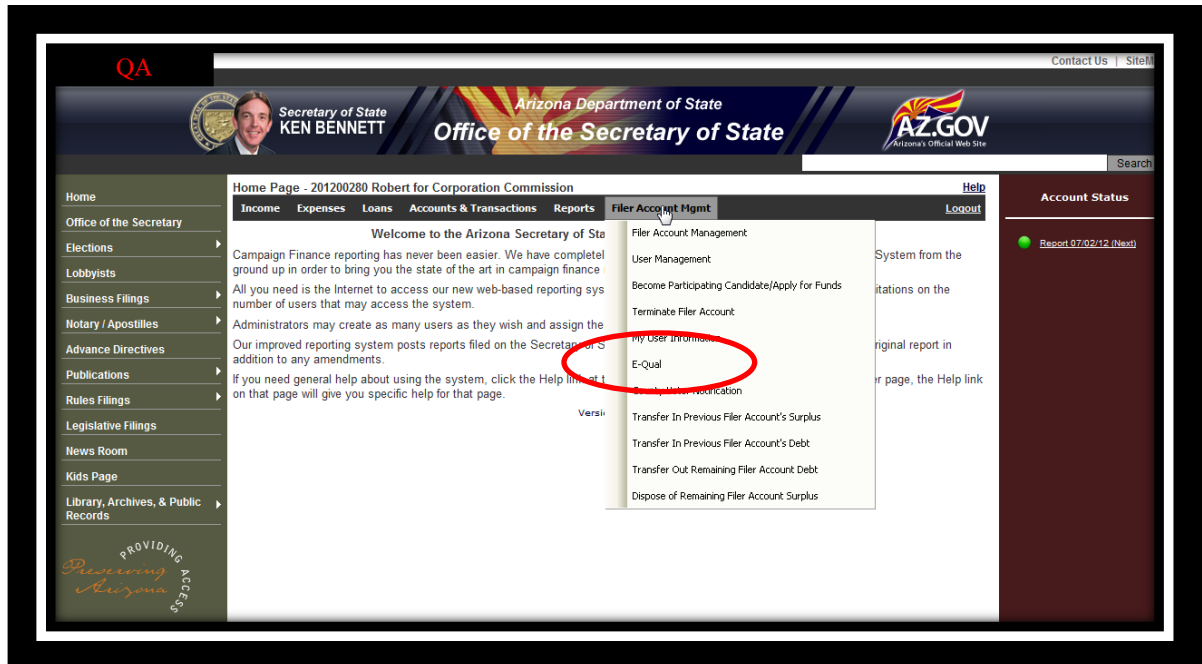 QA
Contact Us | SiteM
Secretary of State
KEN BENNETT
Arizona Department of State
Office of the Secretary of State
AZ.GOV
Arizona's Official Web Site
Search
Home
Office of the Secretary
Elections
Lobbyists
Business Filings
Notary / Apostilles
Advance Directives
Publications
Rules Filings
Legislative Filings
News Room
Kids Page
Library, Archives, & Public
Records
PROVIDING ACCESS
Preserving
Arizona
Home Page - 201200280 Robert for Corporation Commission
Help
Income Expenses Loans Accounts & Transactions Reports Filer Account Mgmt Logout
Welcome to the Arizona Secretary of Sta
Campaign Finance reporting has never been easier. We have completel System from the
ground up in order to bring you the state of the art in campaign finance
All you need is the Internet to access our new web-based reporting sys itations on the
number of users that may access the system.
Administrators may create as many users as they wish and assign the
Our improved reporting system posts reports filed on the Secretary of S riginal report in
addition to any amendments.
If you need general help about using the system, click the Help link at t er page, the Help link
on that page will give you specific help for that page.
Versi
Filer Account Management
User Management
Become Participating Candidate/Apply for Funds
Terminate Filer Account
My User Information
E-Qual
County Voter Notification
Transfer In Previous Filer Account's Surplus
Transfer In Previous Filer Account's Debt
Transfer Out Remaining Filer Account Debt
Dispose of Remaining Filer Account Surplus
Account Status
Report 07/02/12 (Next)